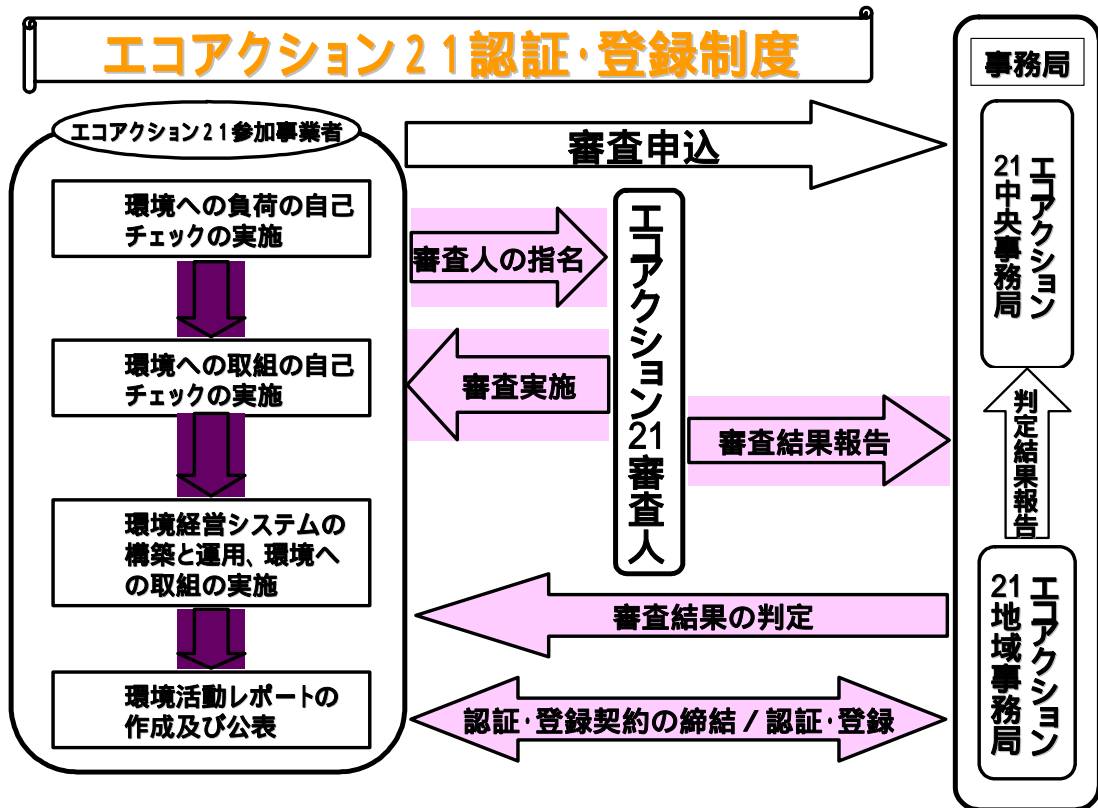 エコアクション21認証・登録制度
事務局
エコアクション21参加事業者
環境への負荷の自己
チェックの実施
環境への取組の自己
チェックの実施
環境経営システムの
構築と運用、環境へ
の取組の実施
環境活動レポートの
作成及び公表
審査申込
審査人の指名
審査実施
エコアクション21審査人
審査結果報告
審査結果の判定
認証・登録契約の締結/認証・登録
エコアクション
21中央事務局
判定結果報告
エコアクション
21地域事務局